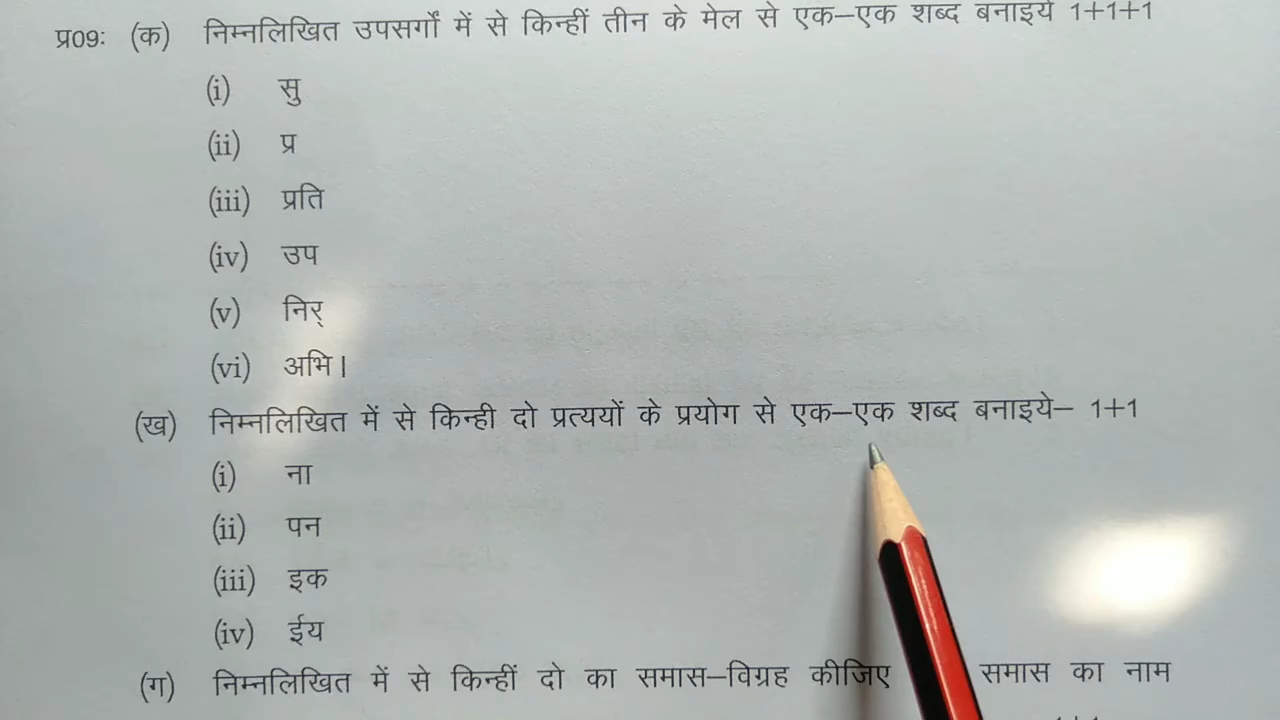 प्र09: (क) निम्नलिखित उपसर्गों में से किन्हीं तीन के मेल से एक–एक शब्द बनाइये 1+1+1
(i) सु
(ii) प्र
(iii) प्रति
(iv) उप
(v) निर्
(vi) अभि।
(ख) निम्नलिखित में से किन्ही दो प्रत्ययों के प्रयोग से एक–एक शब्द बनाइये– 1+1
(i) ना
(ii) पन
(iii) इक
(iv) ईय
(ग) निम्नलिखित में से किन्हीं दो का समास–विग्रह कीजिए समास का नाम